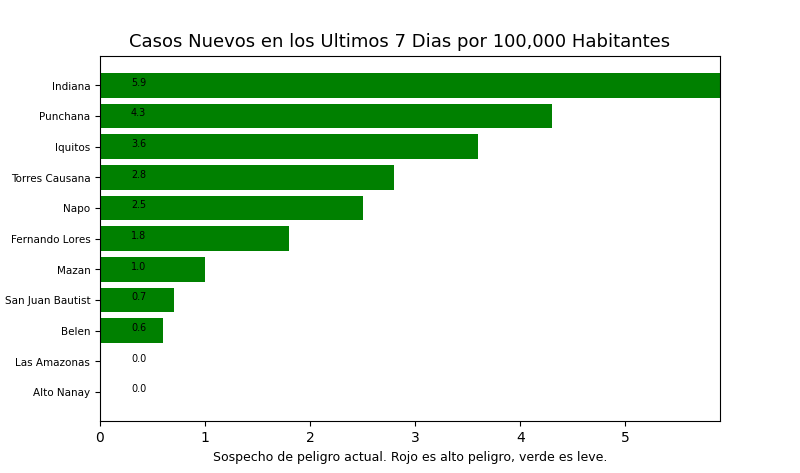 Casos Nuevos en los Ultimos 7 Dias por 100,000 Habitantes
Indiana 5.9
Punchana 4.3
Iquitos 3.6
Torres Causana 2.8
Napo 2.5
Fernando Lores 1.8
Mazan 1.0
San Juan Bautist 0.7
Belen 0.6
Las Amazonas 0.0
Alto Nanay 0.0
0 1 2 3 4 5
Sospecho de peligro actual. Rojo es alto peligro, verde es leve.